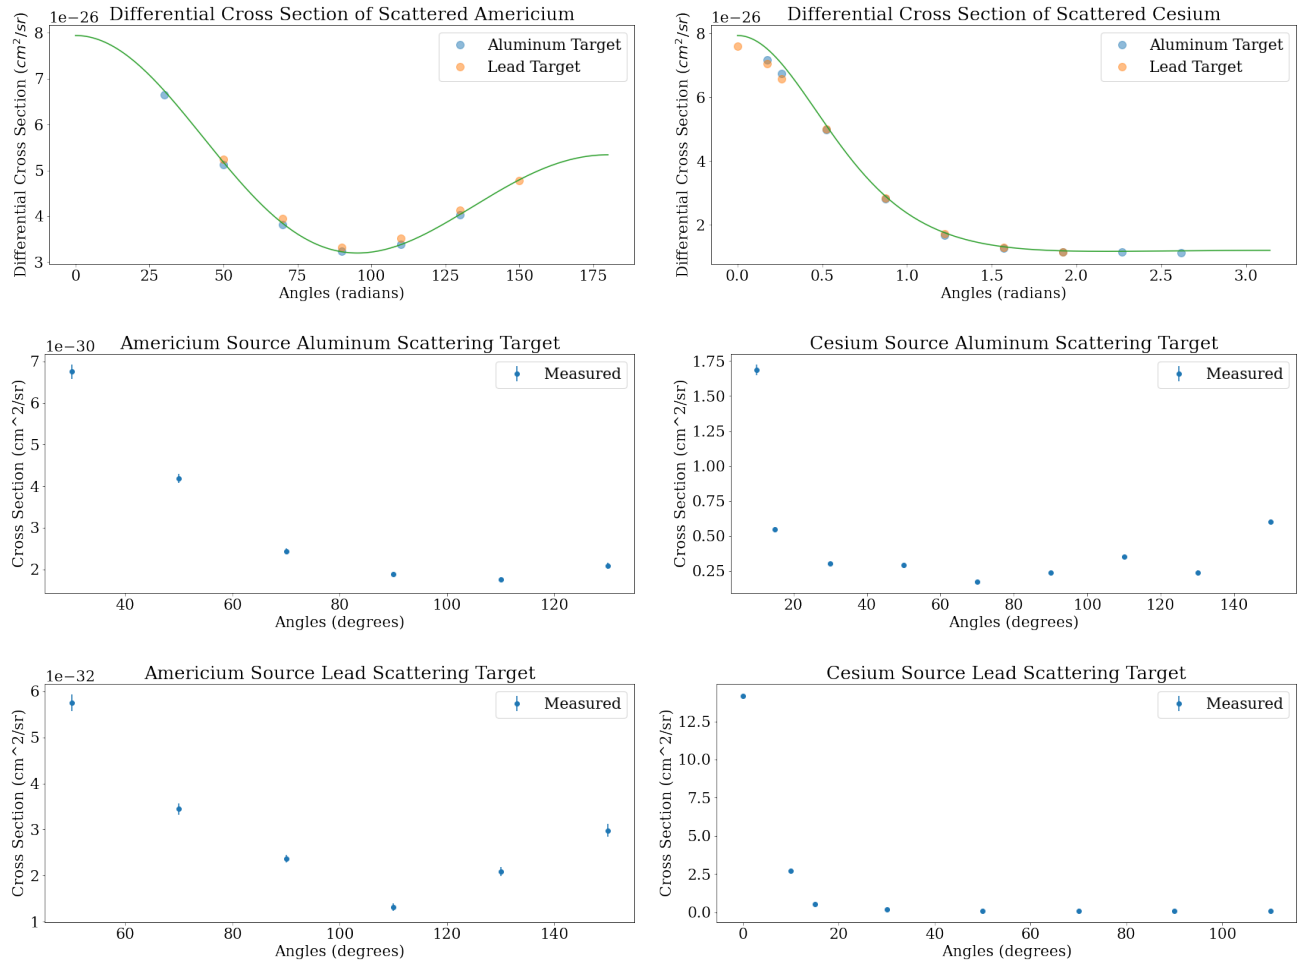 Differential Cross Section of Scattered Americium
1e−26
Differential Cross Section (cm²/sr)
8
7
6
5
4
3
0 25 50 75 100 125 150 175
Angles (radians)
Aluminum Target
Lead Target
Differential Cross Section of Scattered Cesium
1e−26
Differential Cross Section (cm²/sr)
8
6
4
2
0.0 0.5 1.0 1.5 2.0 2.5 3.0
Angles (radians)
Aluminum Target
Lead Target
Americium Source Aluminum Scattering Target
1e−30
Cross Section (cm^2/sr)
7
6
5
4
3
2
40 60 80 100 120
Angles (degrees)
Measured
Cesium Source Aluminum Scattering Target
Cross Section (cm^2/sr)
1.75
1.50
1.25
1.00
0.75
0.50
0.25
20 40 60 80 100 120 140
Angles (degrees)
Measured
Americium Source Lead Scattering Target
1e−32
Cross Section (cm^2/sr)
6
5
4
3
2
1
60 80 100 120 140
Angles (degrees)
Measured
Cesium Source Lead Scattering Target
Cross Section (cm^2/sr)
12.5
10.0
7.5
5.0
2.5
0.0
0 20 40 60 80 100
Angles (degrees)
Measured